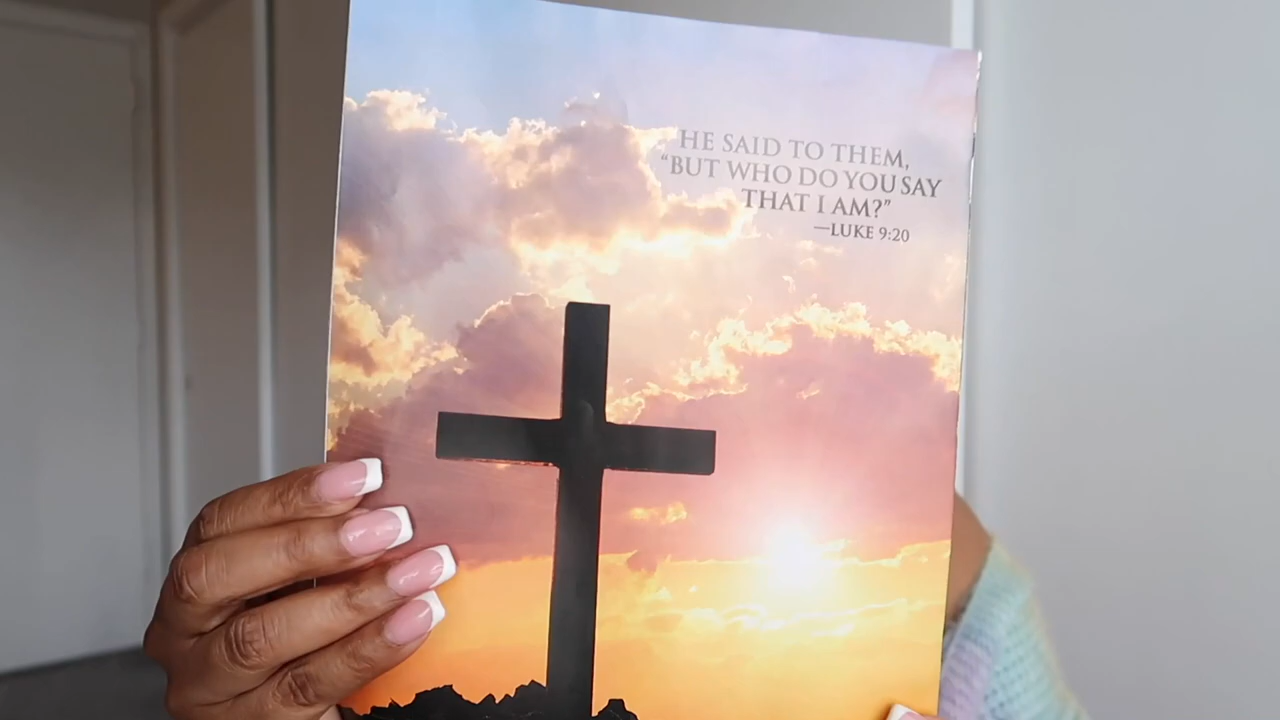 HE SAID TO THEM,
“BUT WHO DO YOU SAY
THAT I AM?”
—LUKE 9:20